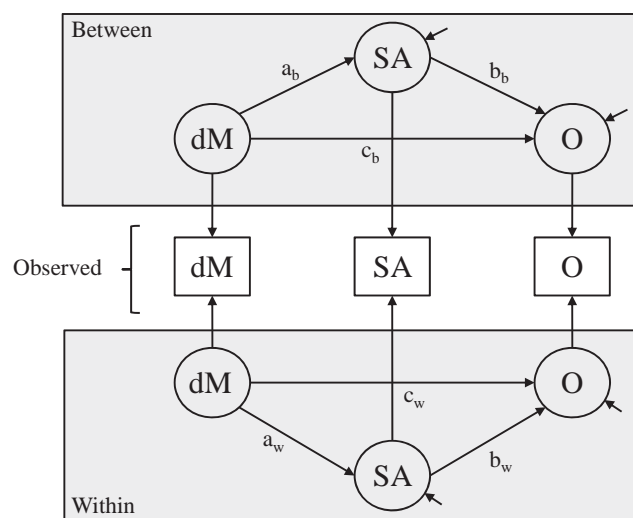 Between
SA
a_b
b_b
dM
O
c_b
Observed
dM
SA
O
dM
O
c_w
a_w
b_w
SA
Within